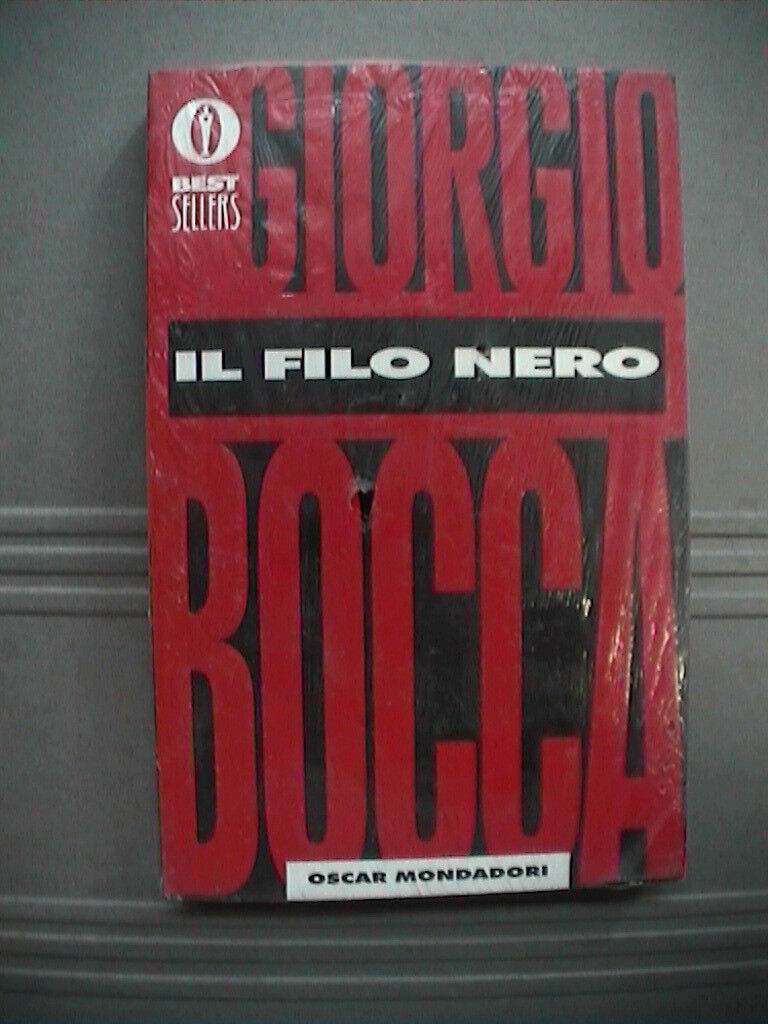 GIORGIO
BEST
SELLERS
IL FILO NERO
BOCCA
OSCAR MONDADORI